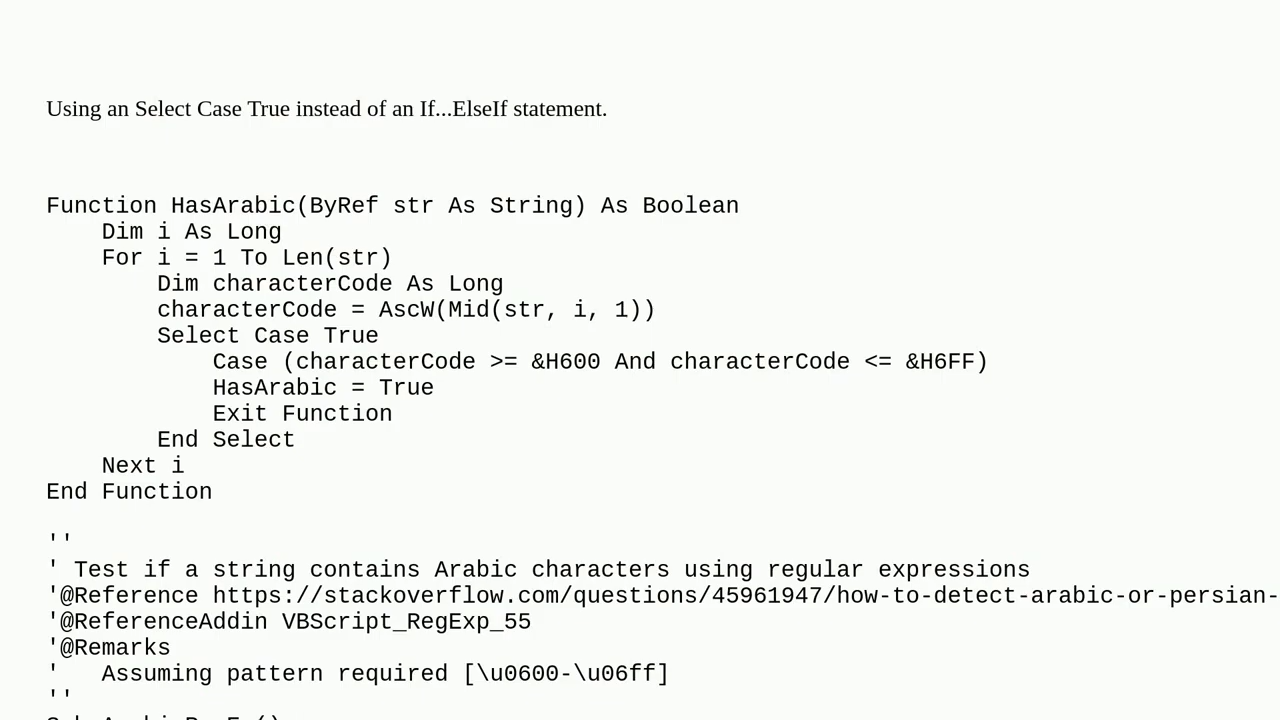 Using an Select Case True instead of an If...ElseIf statement.
Function HasArabic(ByRef str As String) As Boolean
    Dim i As Long
    For i = 1 To Len(str)
        Dim characterCode As Long
        characterCode = AscW(Mid(str, i, 1))
        Select Case True
            Case (characterCode >= &H600 And characterCode <= &H6FF)
            HasArabic = True
            Exit Function
        End Select
    Next i
End Function
''
' Test if a string contains Arabic characters using regular expressions
'@Reference https://stackoverflow.com/questions/45961947/how-to-detect-arabic-or-persian-
'@ReferenceAddin VBScript_RegExp_55
'@Remarks
'   Assuming pattern required [\u0600-\u06ff]
''